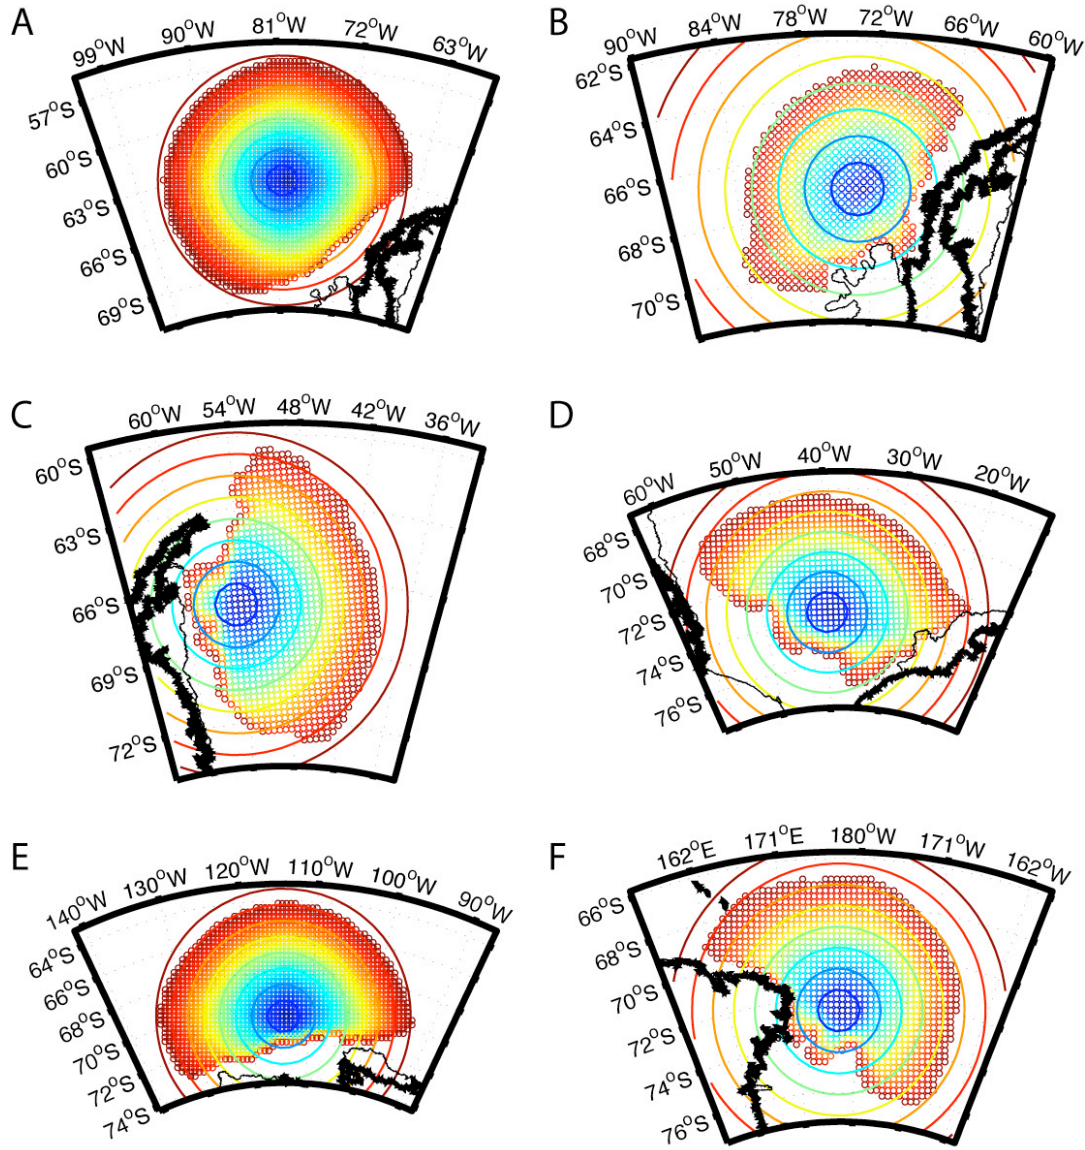 A
99°W 90°W 81°W 72°W 63°W
57°S
60°S
63°S
66°S
69°S
B
90°W 84°W 78°W 72°W 66°W 60°W
62°S
64°S
66°S
68°S
70°S
C
60°W 54°W 48°W 42°W 36°W
60°S
63°S
66°S
69°S
72°S
D
60°W 50°W 40°W 30°W 20°W
68°S
70°S
72°S
74°S
76°S
E
140°W 130°W 120°W 110°W 100°W 90°W
64°S
66°S
68°S
70°S
72°S
74°S
F
162°E 171°E 180°W 171°W 162°W
66°S
68°S
70°S
72°S
74°S
76°S